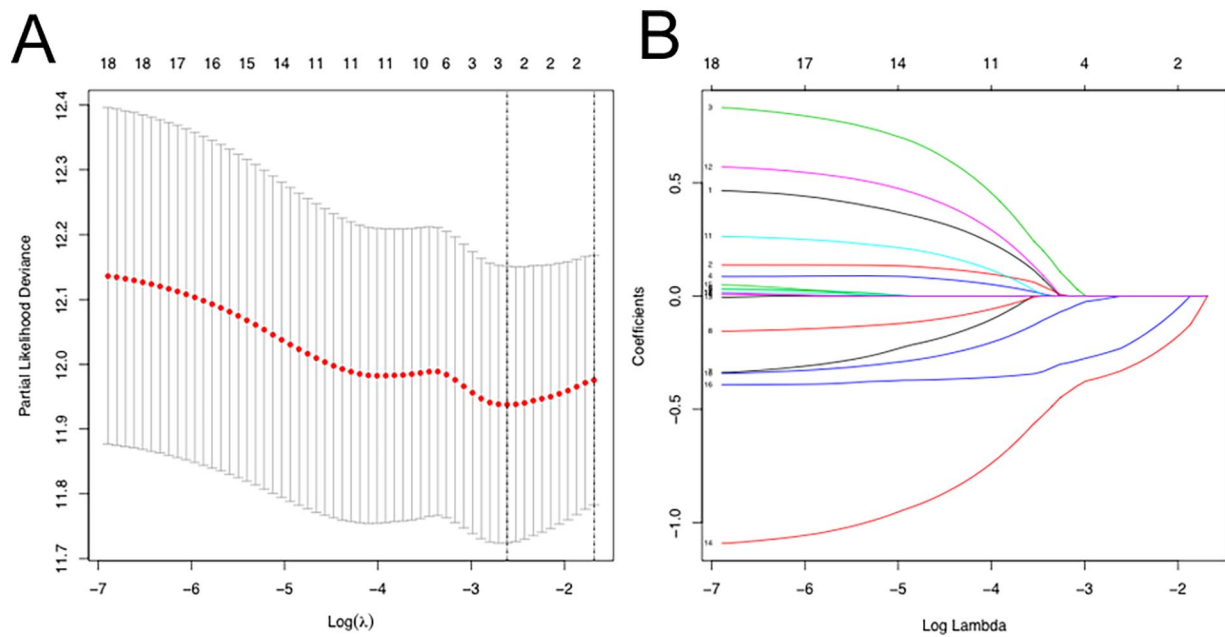 A
18 18 17 16 15 14 11 11 11 10 6 3 3 2 2 2
12.4
12.3
12.2
12.1
12.0
11.9
11.8
11.7
Partial Likelihood Deviance
−7 −6 −5 −4 −3 −2
Log(λ)
B
18 17 14 11 4 2
3
12
1
11
2
4
8
16
14
0.5
0.0
−0.5
−1.0
Coefficients
−7 −6 −5 −4 −3 −2
Log Lambda